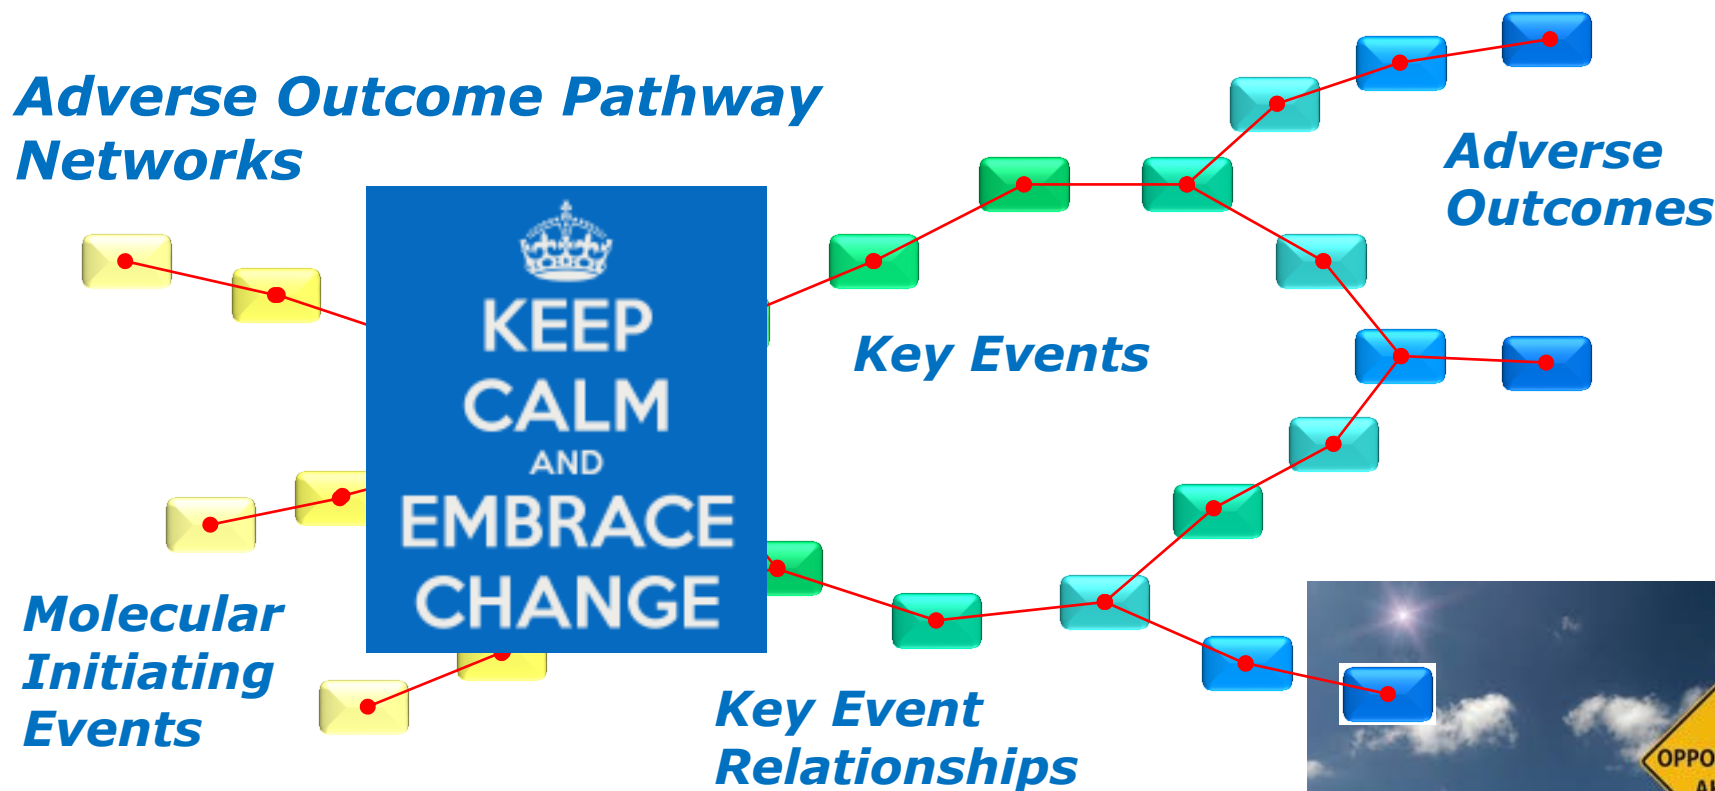 Adverse Outcome Pathway
Networks
Adverse
Outcomes
KEEP
CALM
AND
EMBRACE
CHANGE
Key Events
Molecular
Initiating
Events
Key Event
Relationships